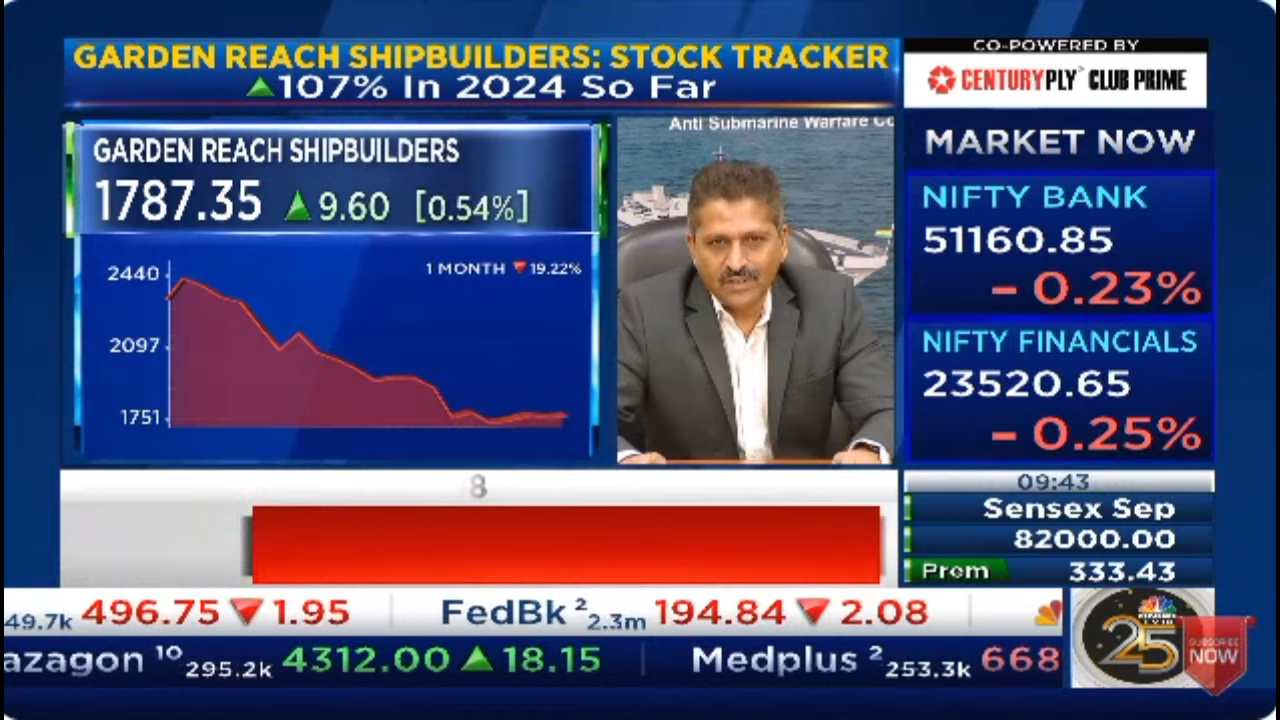 GARDEN REACH SHIPBUILDERS: STOCK TRACKER
▲107% In 2024 So Far
GARDEN REACH SHIPBUILDERS
1787.35 ▲ 9.60 [0.54%]
1 MONTH ▼ 19.22%
2440
2097
1751
Anti Submarine Warfare
CO-POWERED BY
CENTURYPLY CLUB PRIME
MARKET NOW
NIFTY BANK
51160.85
- 0.23%
NIFTY FINANCIALS
23520.65
- 0.25%
09:43
Sensex Sep
82000.00
Prem 333.43
8
49.7k 496.75 ▼ 1.95 FedBk 2 2.3m 194.84 ▼ 2.08
azagon 10 295.2k 4312.00 ▲ 18.15 Medplus 2 253.3k 668
25
SUBSCRIBE
NOW